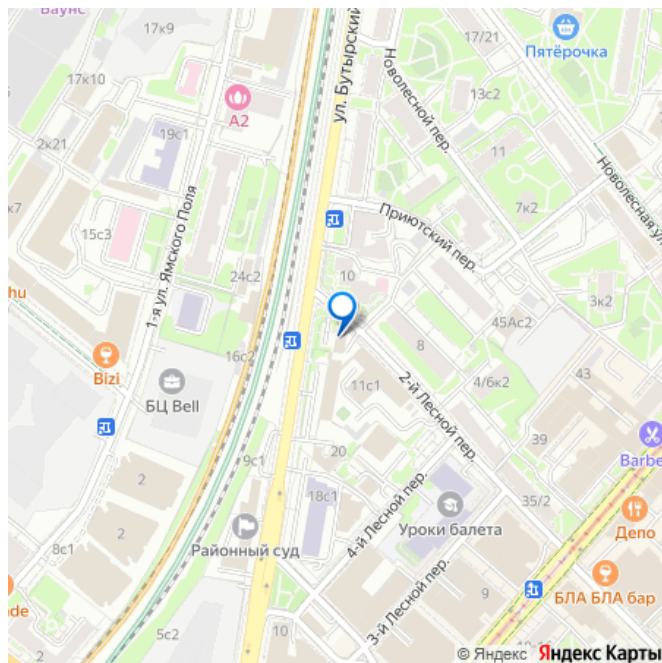 Баунс
17к9
17к10
А2
2к21
19с1
к7
15с3
1-я ул. Ямского Поля
24с2
hu
Bizi
16с2
БЦ Bell
2
2
8с1
9с1
Районный суд
ade
5с2
10
18с1
20
11с1
ул. Бутырский
17/21
Пятёрочка
Новолесной пер.
13с2
11
Новолесная ул.
7к2
Приютский пер.
10
3к2
45Ас2
8
43
4/6к2
2-й Лесной пер.
39
Barbe
35/2
Уроки балета
4-й Лесной пер.
Депо
3-й Лесной пер.
БЛА БЛА бар
9
© Яндекс Яндекс Карты